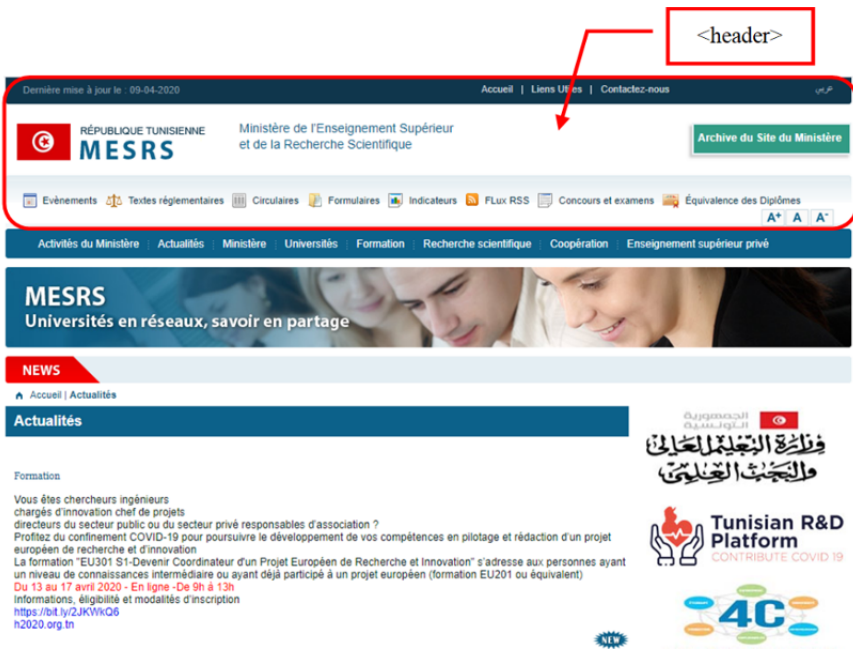 <header>
Dernière mise à jour le : 09-04-2020 Accueil | Liens Utiles | Contactez-nous عربي
RÉPUBLIQUE TUNISIENNE
MESRS
Ministère de l'Enseignement Supérieur
et de la Recherche Scientifique
Archive du Site du Ministère
Evènements Textes réglementaires Circulaires Formulaires Indicateurs FLux RSS Concours et examens Équivalence des Diplômes
A+ A A-
Activités du Ministère Actualités Ministère Universités Formation Recherche scientifique Coopération Enseignement supérieur privé
MESRS
Universités en réseaux, savoir en partage
NEWS
Accueil | Actualités
Actualités
Formation
Vous êtes chercheurs ingénieurs
chargés d'innovation chef de projets
directeurs du secteur public ou du secteur privé responsables d'association ?
Profitez du confinement COVID-19 pour poursuivre le développement de vos compétences en pilotage et rédaction d'un projet
européen de recherche et d'innovation
La formation "EU301 S1-Devenir Coordinateur d'un Projet Européen de Recherche et Innovation" s'adresse aux personnes ayant
un niveau de connaissances intermédiaire ou ayant déjà participé à un projet européen (formation EU201 ou équivalent)
Du 13 au 17 avril 2020 - En ligne -De 9h à 13h
Informations, éligibilité et modalités d'inscription
https://bit.ly/2JKWkQ6
h2020.org.tn
NEW
الجمهورية
التونسية
وزارة التعليم العالي
والبحث العلمي
Tunisian R&D
Platform
CONTRIBUTE COVID 19
4C